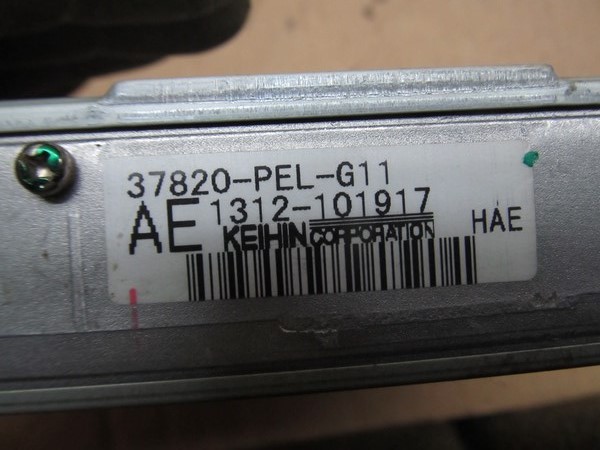 37820-PEL-G11
AE 1312-101917
KEIHIN CORPORATION HAE